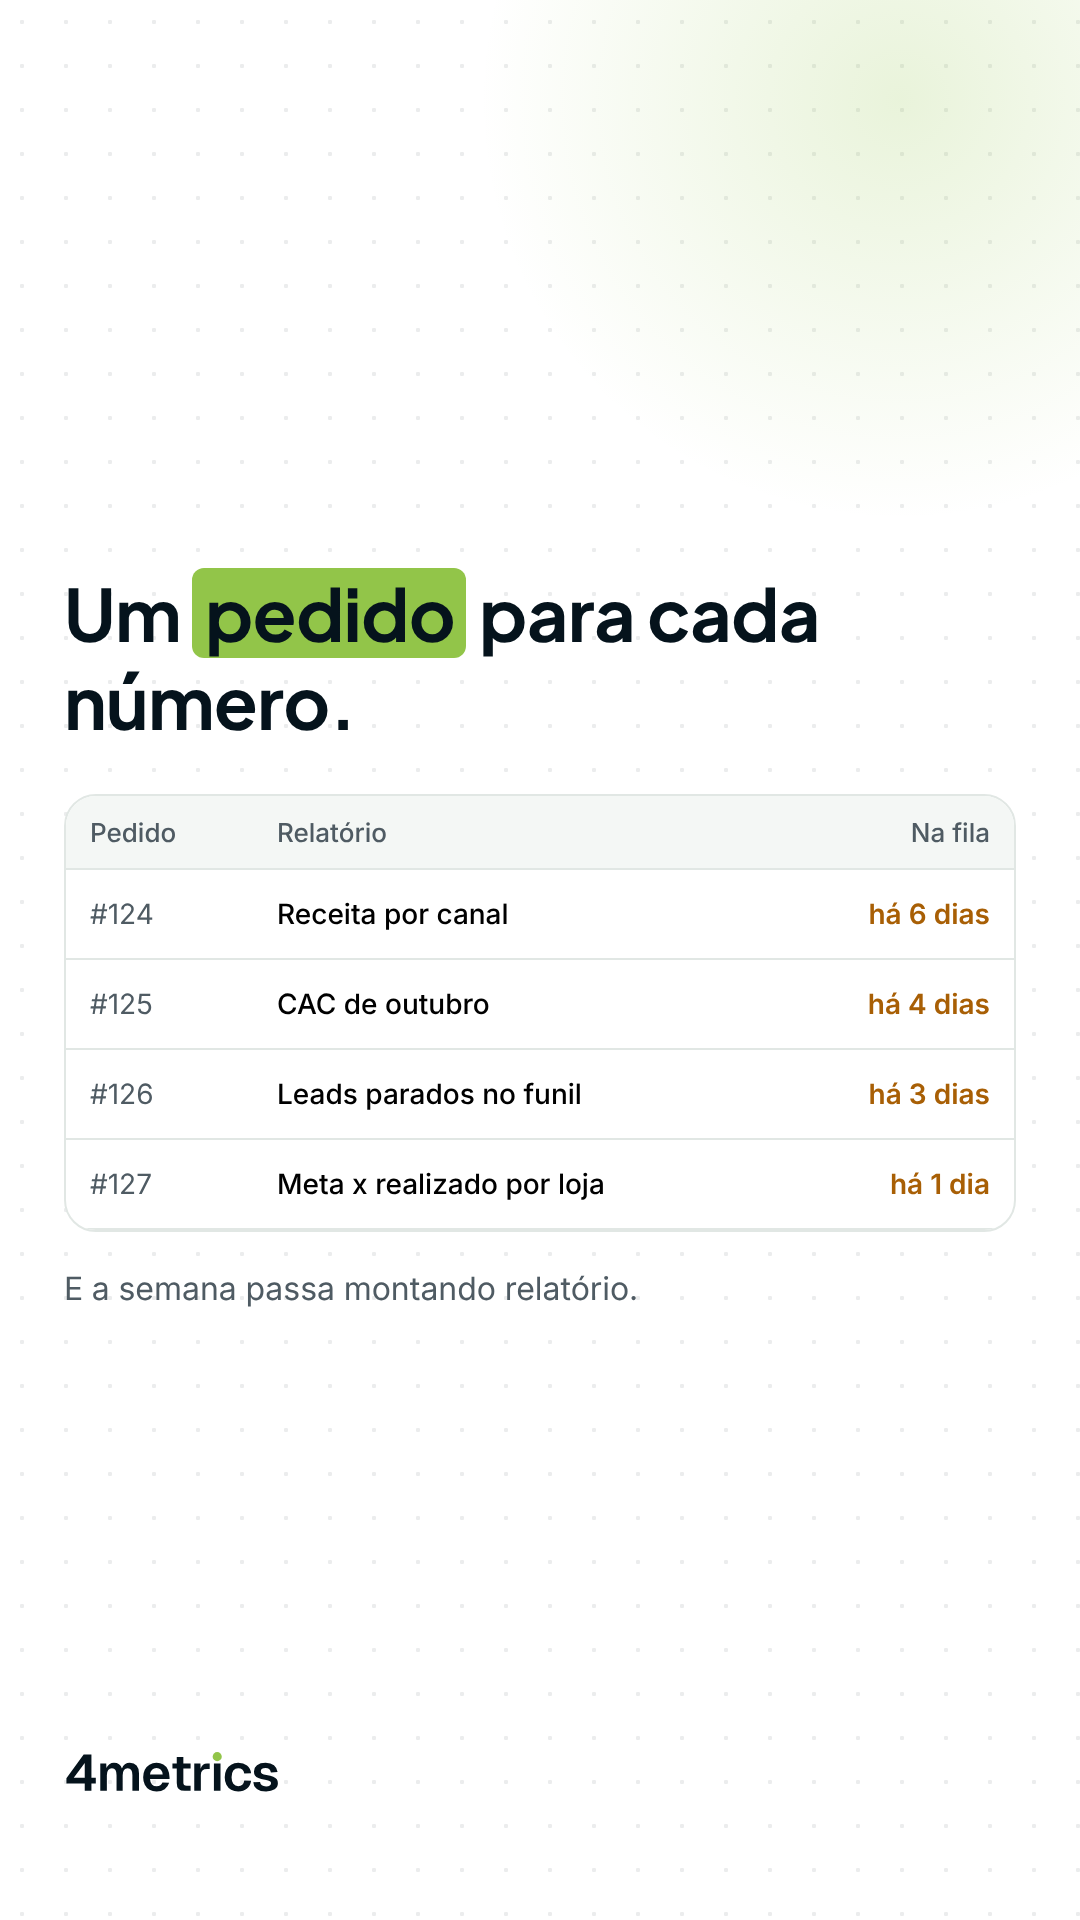 Um pedido para cada
número.
Pedido Relatório Na fila
#124 Receita por canal há 6 dias
#125 CAC de outubro há 4 dias
#126 Leads parados no funil há 3 dias
#127 Meta x realizado por loja há 1 dia
E a semana passa montando relatório.
4metrics